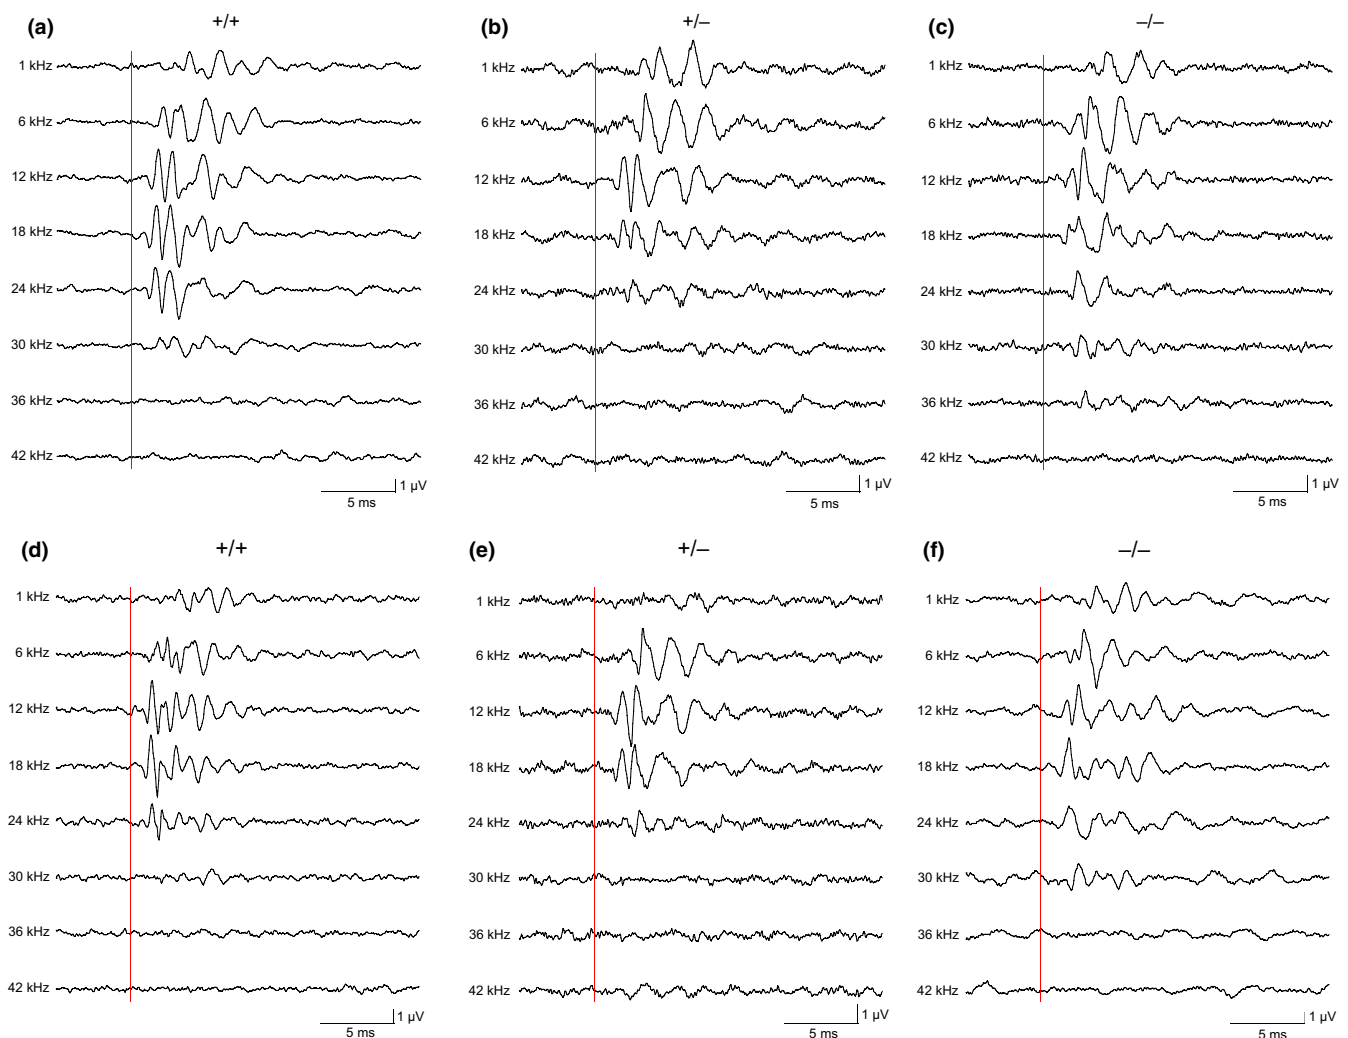 (a)
+/+
1 kHz
6 kHz
12 kHz
18 kHz
24 kHz
30 kHz
36 kHz
42 kHz
1 µV
5 ms
(b)
+/–
1 kHz
6 kHz
12 kHz
18 kHz
24 kHz
30 kHz
36 kHz
42 kHz
1 µV
5 ms
(c)
–/–
1 kHz
6 kHz
12 kHz
18 kHz
24 kHz
30 kHz
36 kHz
42 kHz
1 µV
5 ms
(d)
+/+
1 kHz
6 kHz
12 kHz
18 kHz
24 kHz
30 kHz
36 kHz
42 kHz
1 µV
5 ms
(e)
+/–
1 kHz
6 kHz
12 kHz
18 kHz
24 kHz
30 kHz
36 kHz
42 kHz
1 µV
5 ms
(f)
–/–
1 kHz
6 kHz
12 kHz
18 kHz
24 kHz
30 kHz
36 kHz
42 kHz
1 µV
5 ms